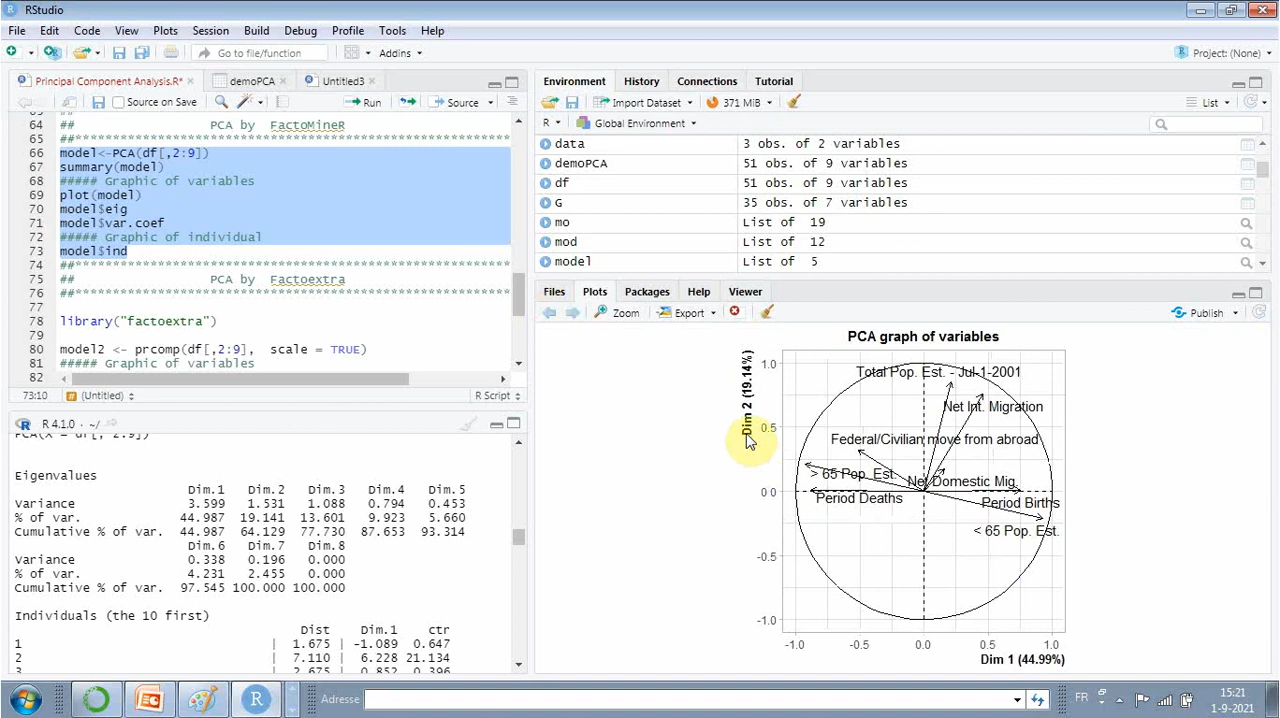 RStudio
File Edit Code View Plots Session Build Debug Profile Tools Help
Go to file/function Addins Project: (None)
Principal Component Analysis.R* demoPCA Untitled3
Source on Save Run Source
64 ## PCA by FactoMineR
65 ##******************************************************
66 model<-PCA(df[,2:9])
67 summary(model)
68 ##### Graphic of variables
69 plot(model)
70 model$eig
71 model$var.coef
72 ##### Graphic of individual
73 model$ind
74 ##******************************************************
75 ## PCA by Factoextra
76 ##******************************************************
77
78 library("factoextra")
79
80 model2 <- prcomp(df[,2:9], scale = TRUE)
81 ##### Graphic of variables
82
73:10 # (Untitled) R Script
R 4.1.0 · ~/
PCA(X = df[, 2:9])
Eigenvalues
Dim.1 Dim.2 Dim.3 Dim.4 Dim.5
Variance 3.599 1.531 1.088 0.794 0.453
% of var. 44.987 19.141 13.601 9.923 5.660
Cumulative % of var. 44.987 64.129 77.730 87.653 93.314
Dim.6 Dim.7 Dim.8
Variance 0.338 0.196 0.000
% of var. 4.231 2.455 0.000
Cumulative % of var. 97.545 100.000 100.000
Individuals (the 10 first)
Dist Dim.1 ctr
1 | 1.675 | -1.089 0.647
2 | 7.110 | 6.228 21.134
3 | 2.675 | 0.852 0.396
Environment History Connections Tutorial
Import Dataset 371 MiB List
R Global Environment
data 3 obs. of 2 variables
demoPCA 51 obs. of 9 variables
df 51 obs. of 9 variables
G 35 obs. of 7 variables
mo List of 19
mod List of 12
model List of 5
Files Plots Packages Help Viewer
Zoom Export Publish
PCA graph of variables
Dim 2 (19.14%)
1.0
0.5
0.0
-0.5
-1.0
Total Pop. Est. - Jul-1-2001
Net Int. Migration
Federal/Civilian move from abroad
> 65 Pop. Est.
Net Domestic Mig.
Period Deaths
Period Births
< 65 Pop. Est.
-1.0 -0.5 0.0 0.5 1.0
Dim 1 (44.99%)
Adresse FR 15:21
1-9-2021